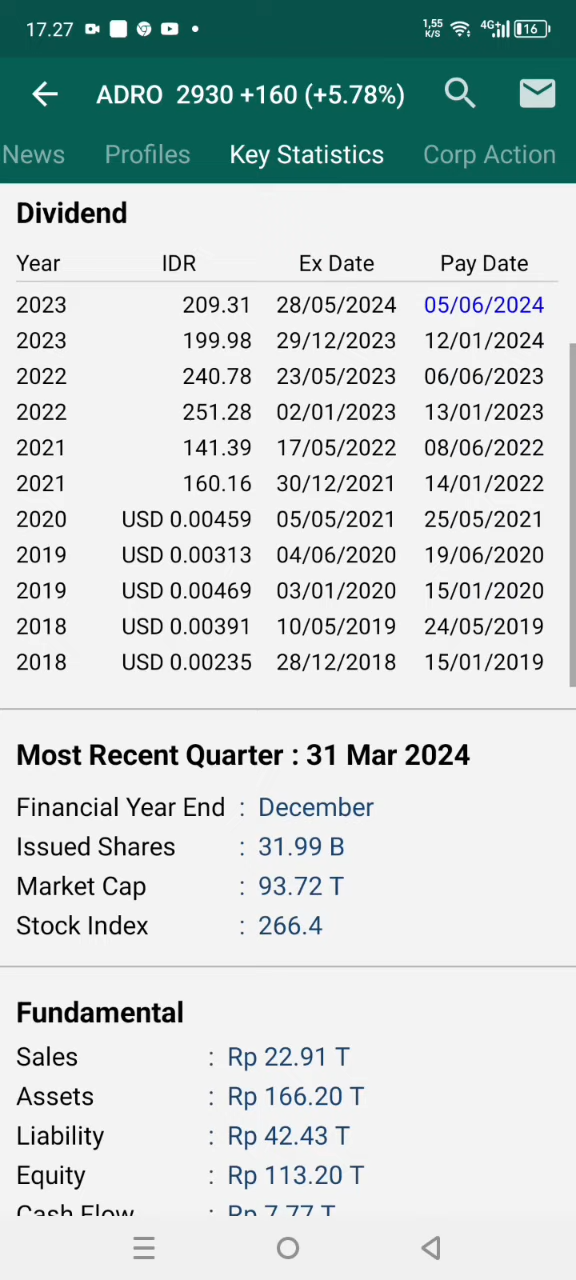 17.27 1,55 K/S 4G+ 16
ADRO 2930 +160 (+5.78%)
News Profiles Key Statistics Corp Action
Dividend
Year IDR Ex Date Pay Date
2023 209.31 28/05/2024 05/06/2024
2023 199.98 29/12/2023 12/01/2024
2022 240.78 23/05/2023 06/06/2023
2022 251.28 02/01/2023 13/01/2023
2021 141.39 17/05/2022 08/06/2022
2021 160.16 30/12/2021 14/01/2022
2020 USD 0.00459 05/05/2021 25/05/2021
2019 USD 0.00313 04/06/2020 19/06/2020
2019 USD 0.00469 03/01/2020 15/01/2020
2018 USD 0.00391 10/05/2019 24/05/2019
2018 USD 0.00235 28/12/2018 15/01/2019
Most Recent Quarter : 31 Mar 2024
Financial Year End : December
Issued Shares : 31.99 B
Market Cap : 93.72 T
Stock Index : 266.4
Fundamental
Sales : Rp 22.91 T
Assets : Rp 166.20 T
Liability : Rp 42.43 T
Equity : Rp 113.20 T
Cash Flow : Rp 7.77 T